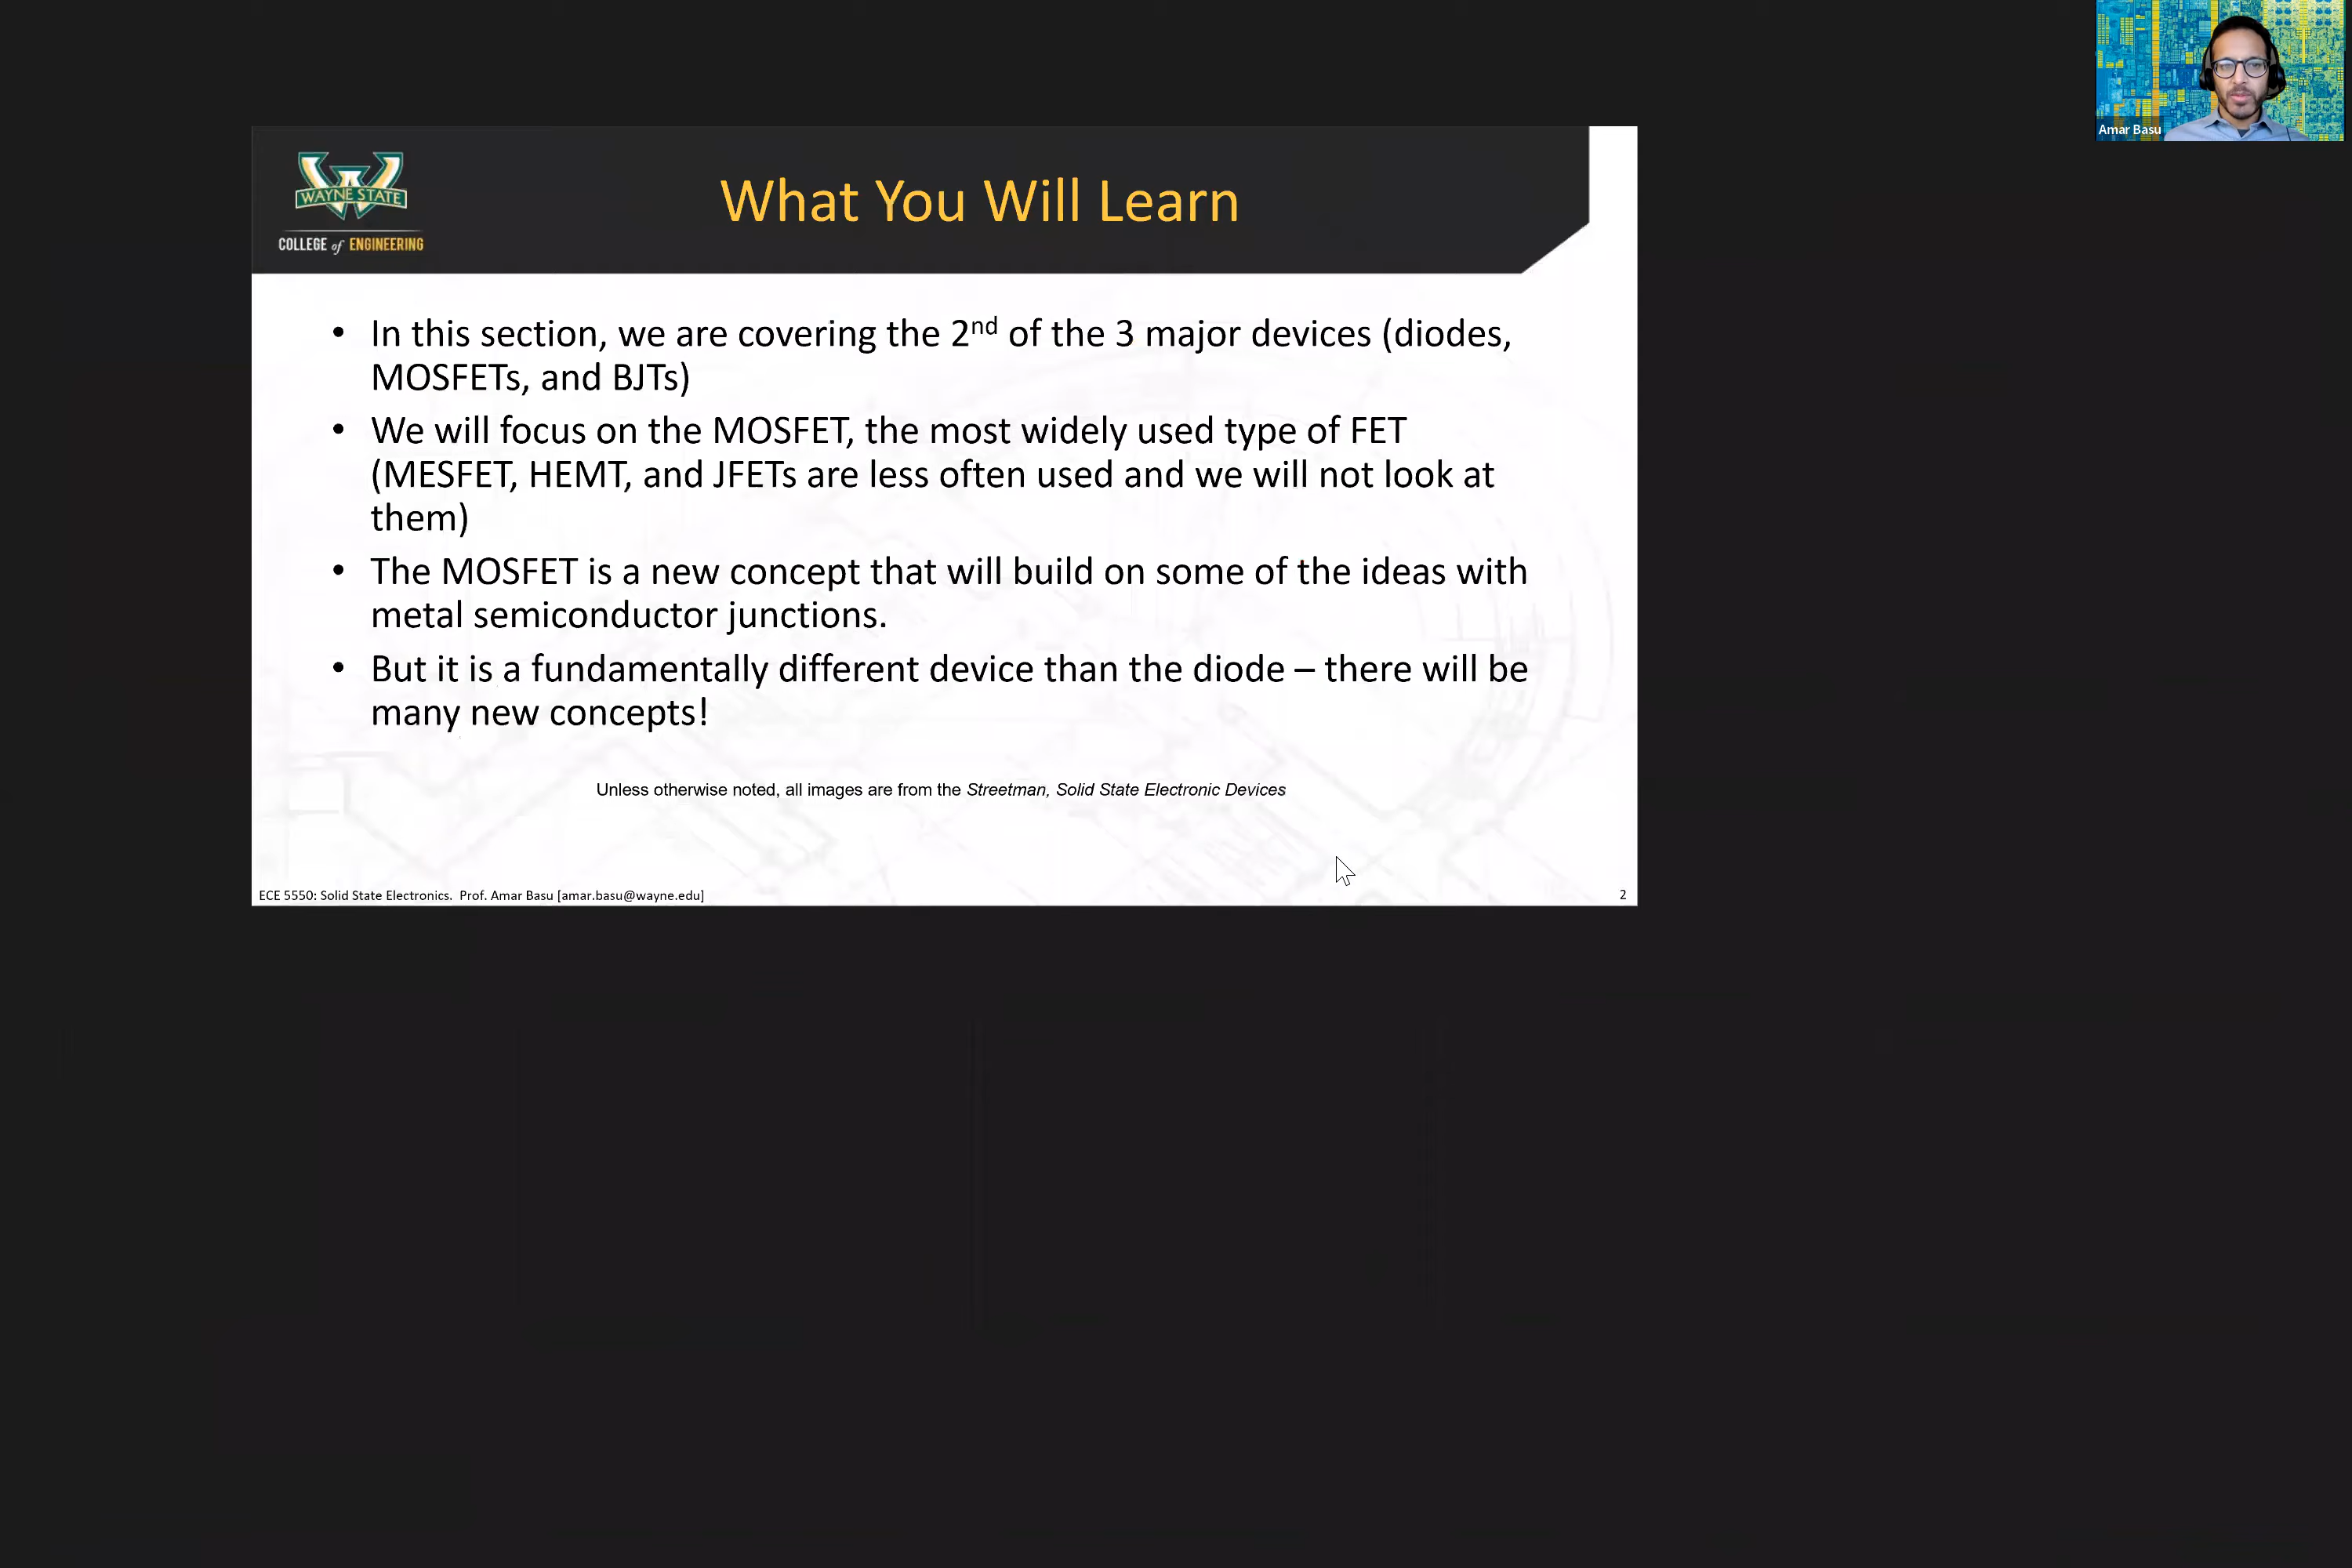 Amar Basu
WAYNE STATE
COLLEGE of ENGINEERING
What You Will Learn
• In this section, we are covering the 2nd of the 3 major devices (diodes,
MOSFETs, and BJTs)
• We will focus on the MOSFET, the most widely used type of FET
(MESFET, HEMT, and JFETs are less often used and we will not look at
them)
• The MOSFET is a new concept that will build on some of the ideas with
metal semiconductor junctions.
• But it is a fundamentally different device than the diode – there will be
many new concepts!
Unless otherwise noted, all images are from the Streetman, Solid State Electronic Devices
ECE 5550: Solid State Electronics. Prof. Amar Basu [amar.basu@wayne.edu]
2